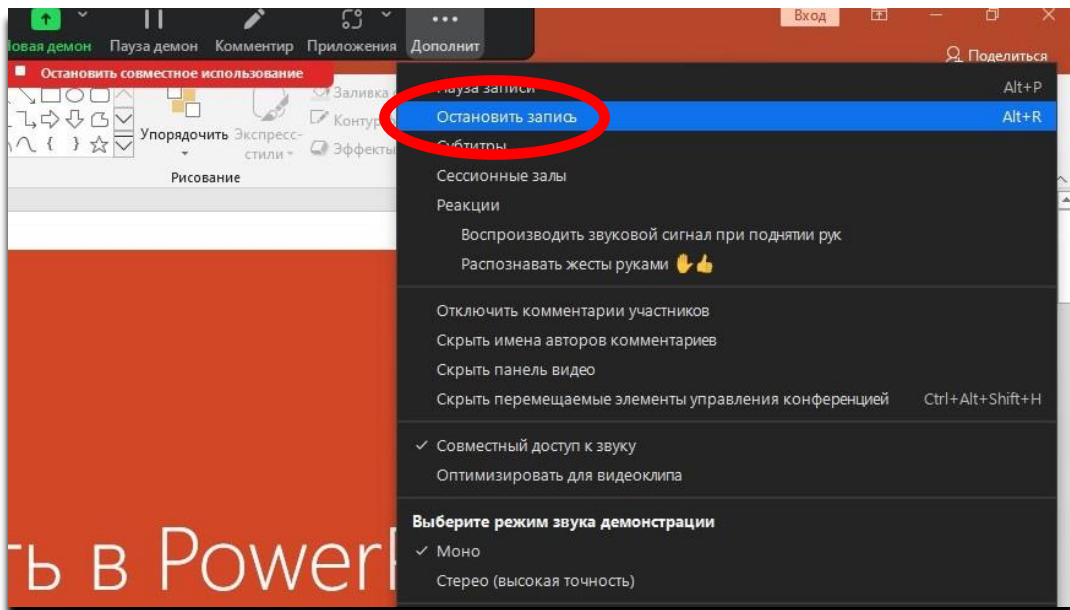 Вход
Новая демон Пауза демон Комментир Приложения Дополнит
Поделиться
Остановить совместное использование
Заливка
Контур
Упорядочить Экспресс-
стили
Эффекты
Рисование
Пауза записи Alt+P
Остановить запись Alt+R
Субтитры
Сессионные залы
Реакции
Воспроизводить звуковой сигнал при поднятии рук
Распознавать жесты руками
Отключить комментарии участников
Скрыть имена авторов комментариев
Скрыть панель видео
Скрыть перемещаемые элементы управления конференцией Ctrl+Alt+Shift+H
Совместный доступ к звуку
Оптимизировать для видеоклипа
Выберите режим звука демонстрации
Моно
Стерео (высокая точность)
ть в PowerP